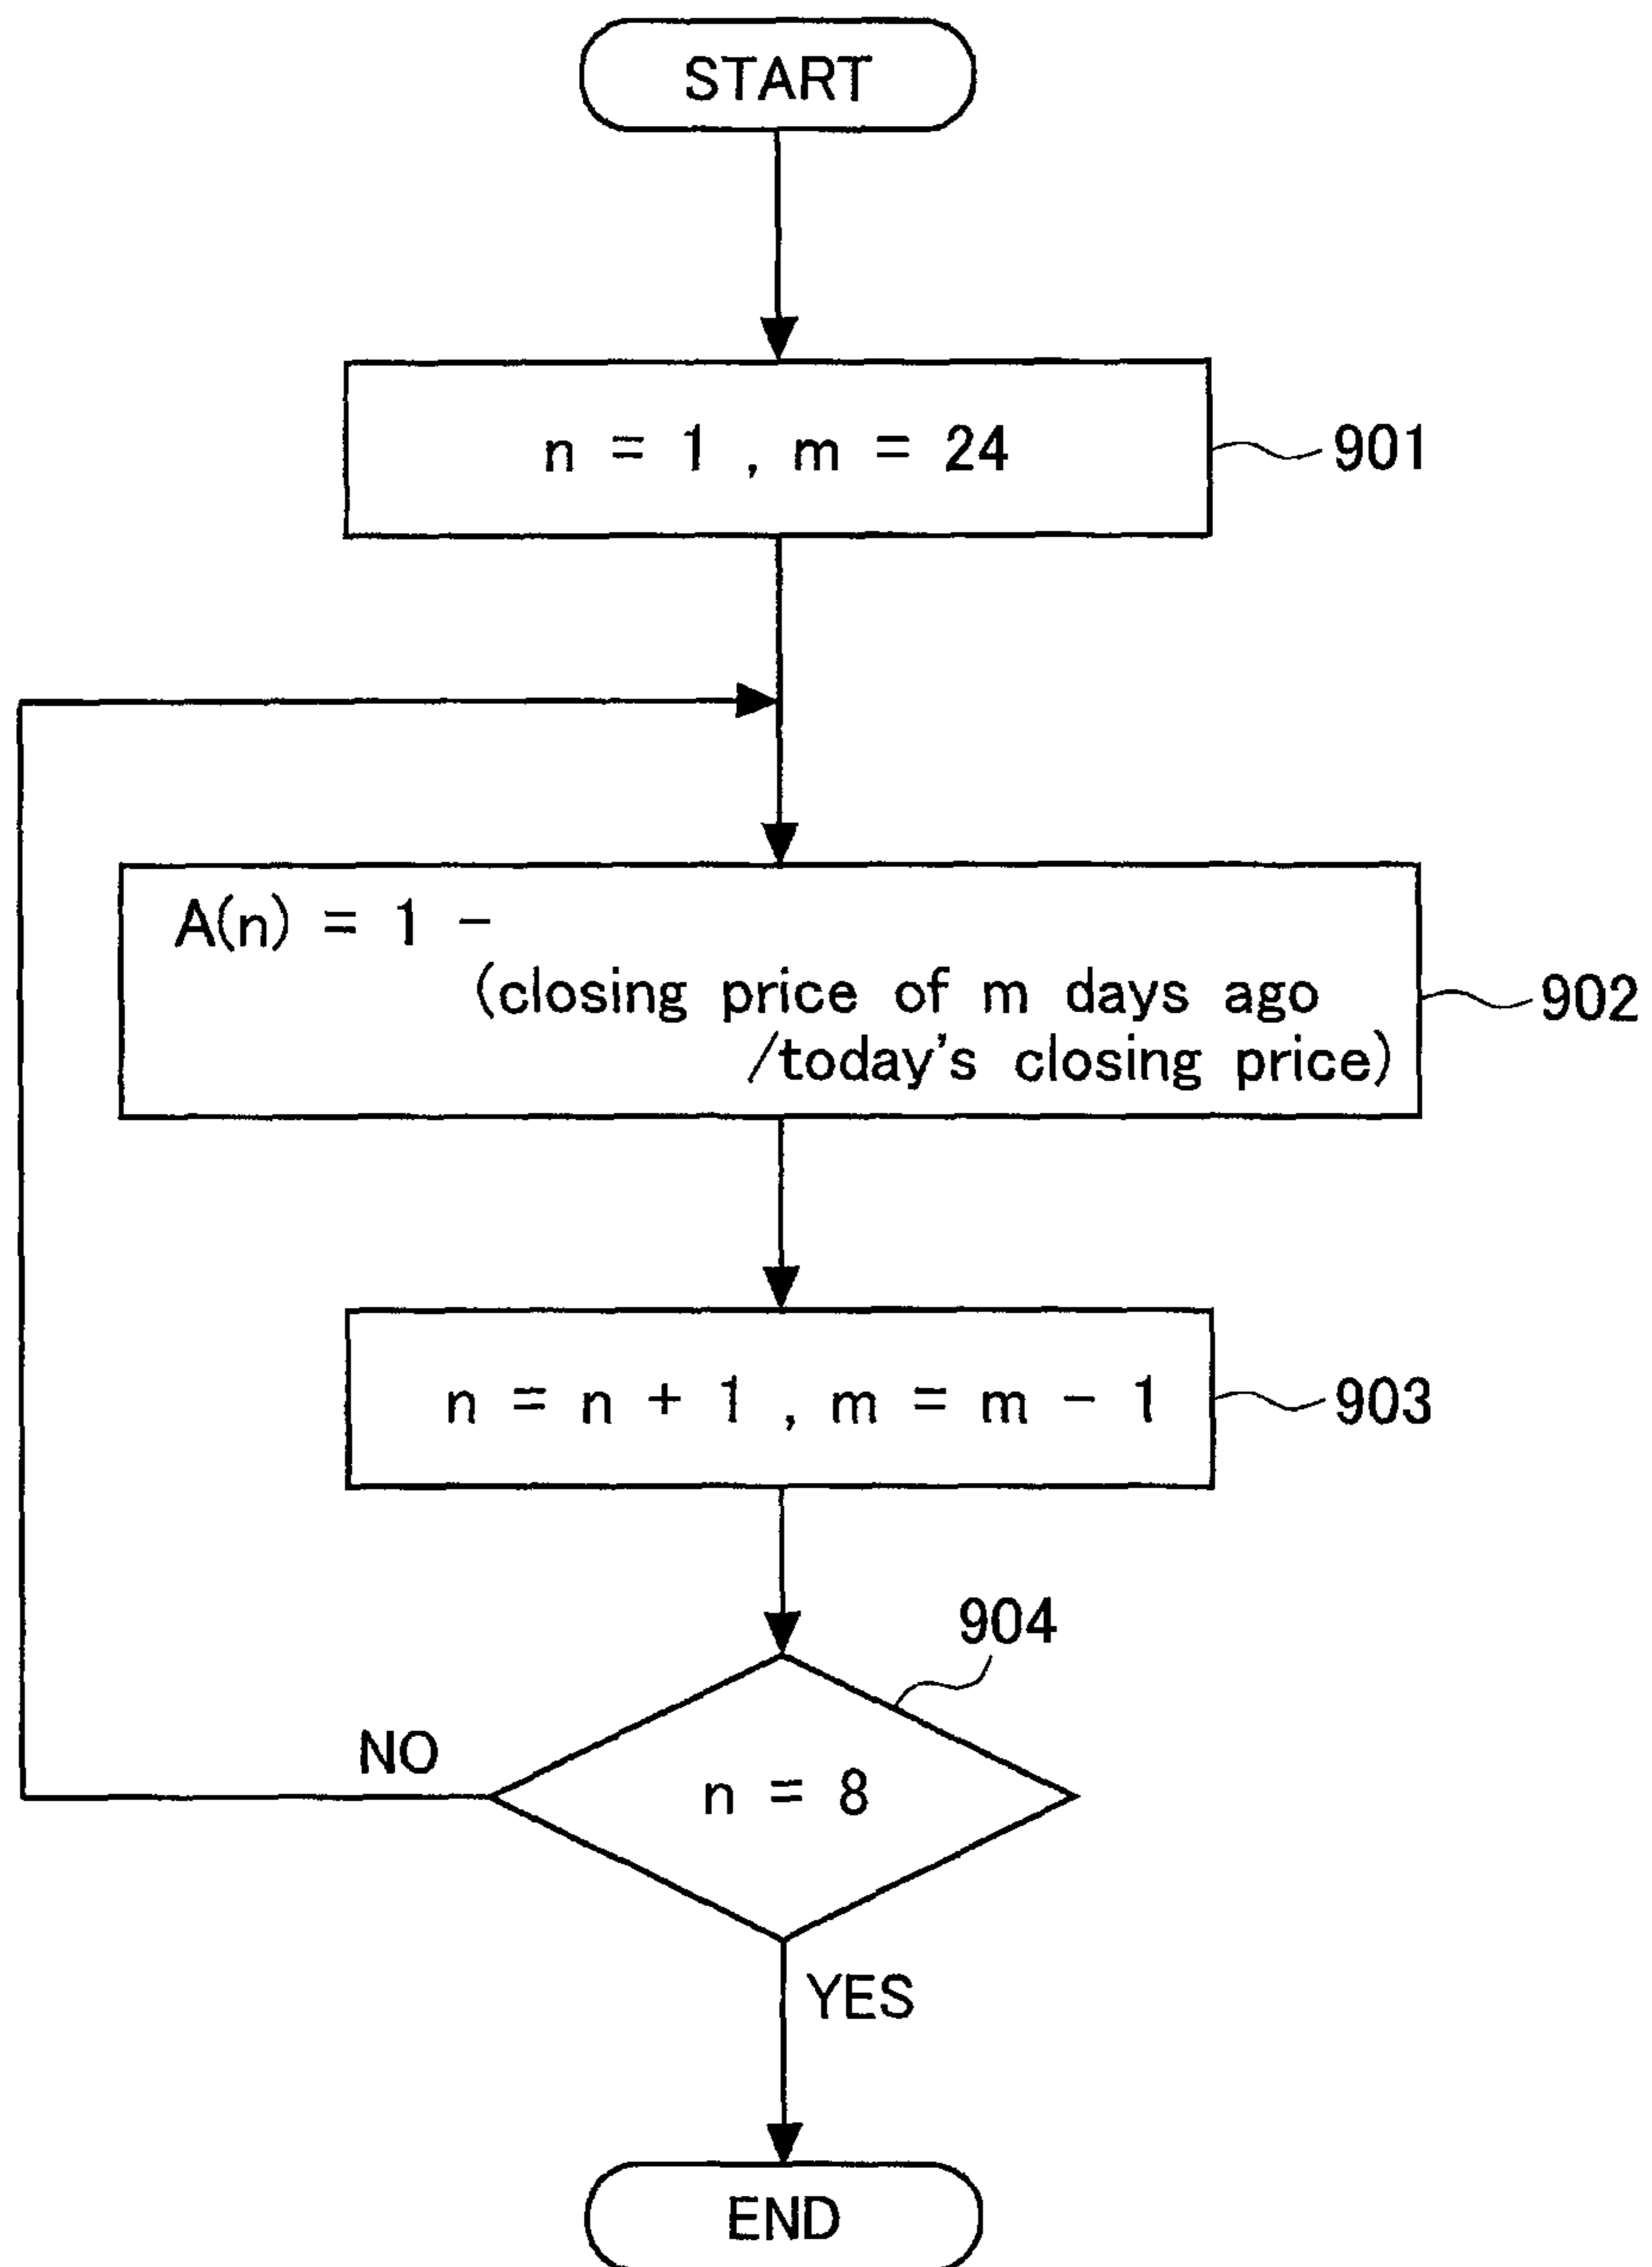 START
n = 1 , m = 24
901
A(n) = 1 -
(closing price of m days ago
/today's closing price)
902
n = n + 1 , m = m - 1
903
904
NO
n = 8
YES
END